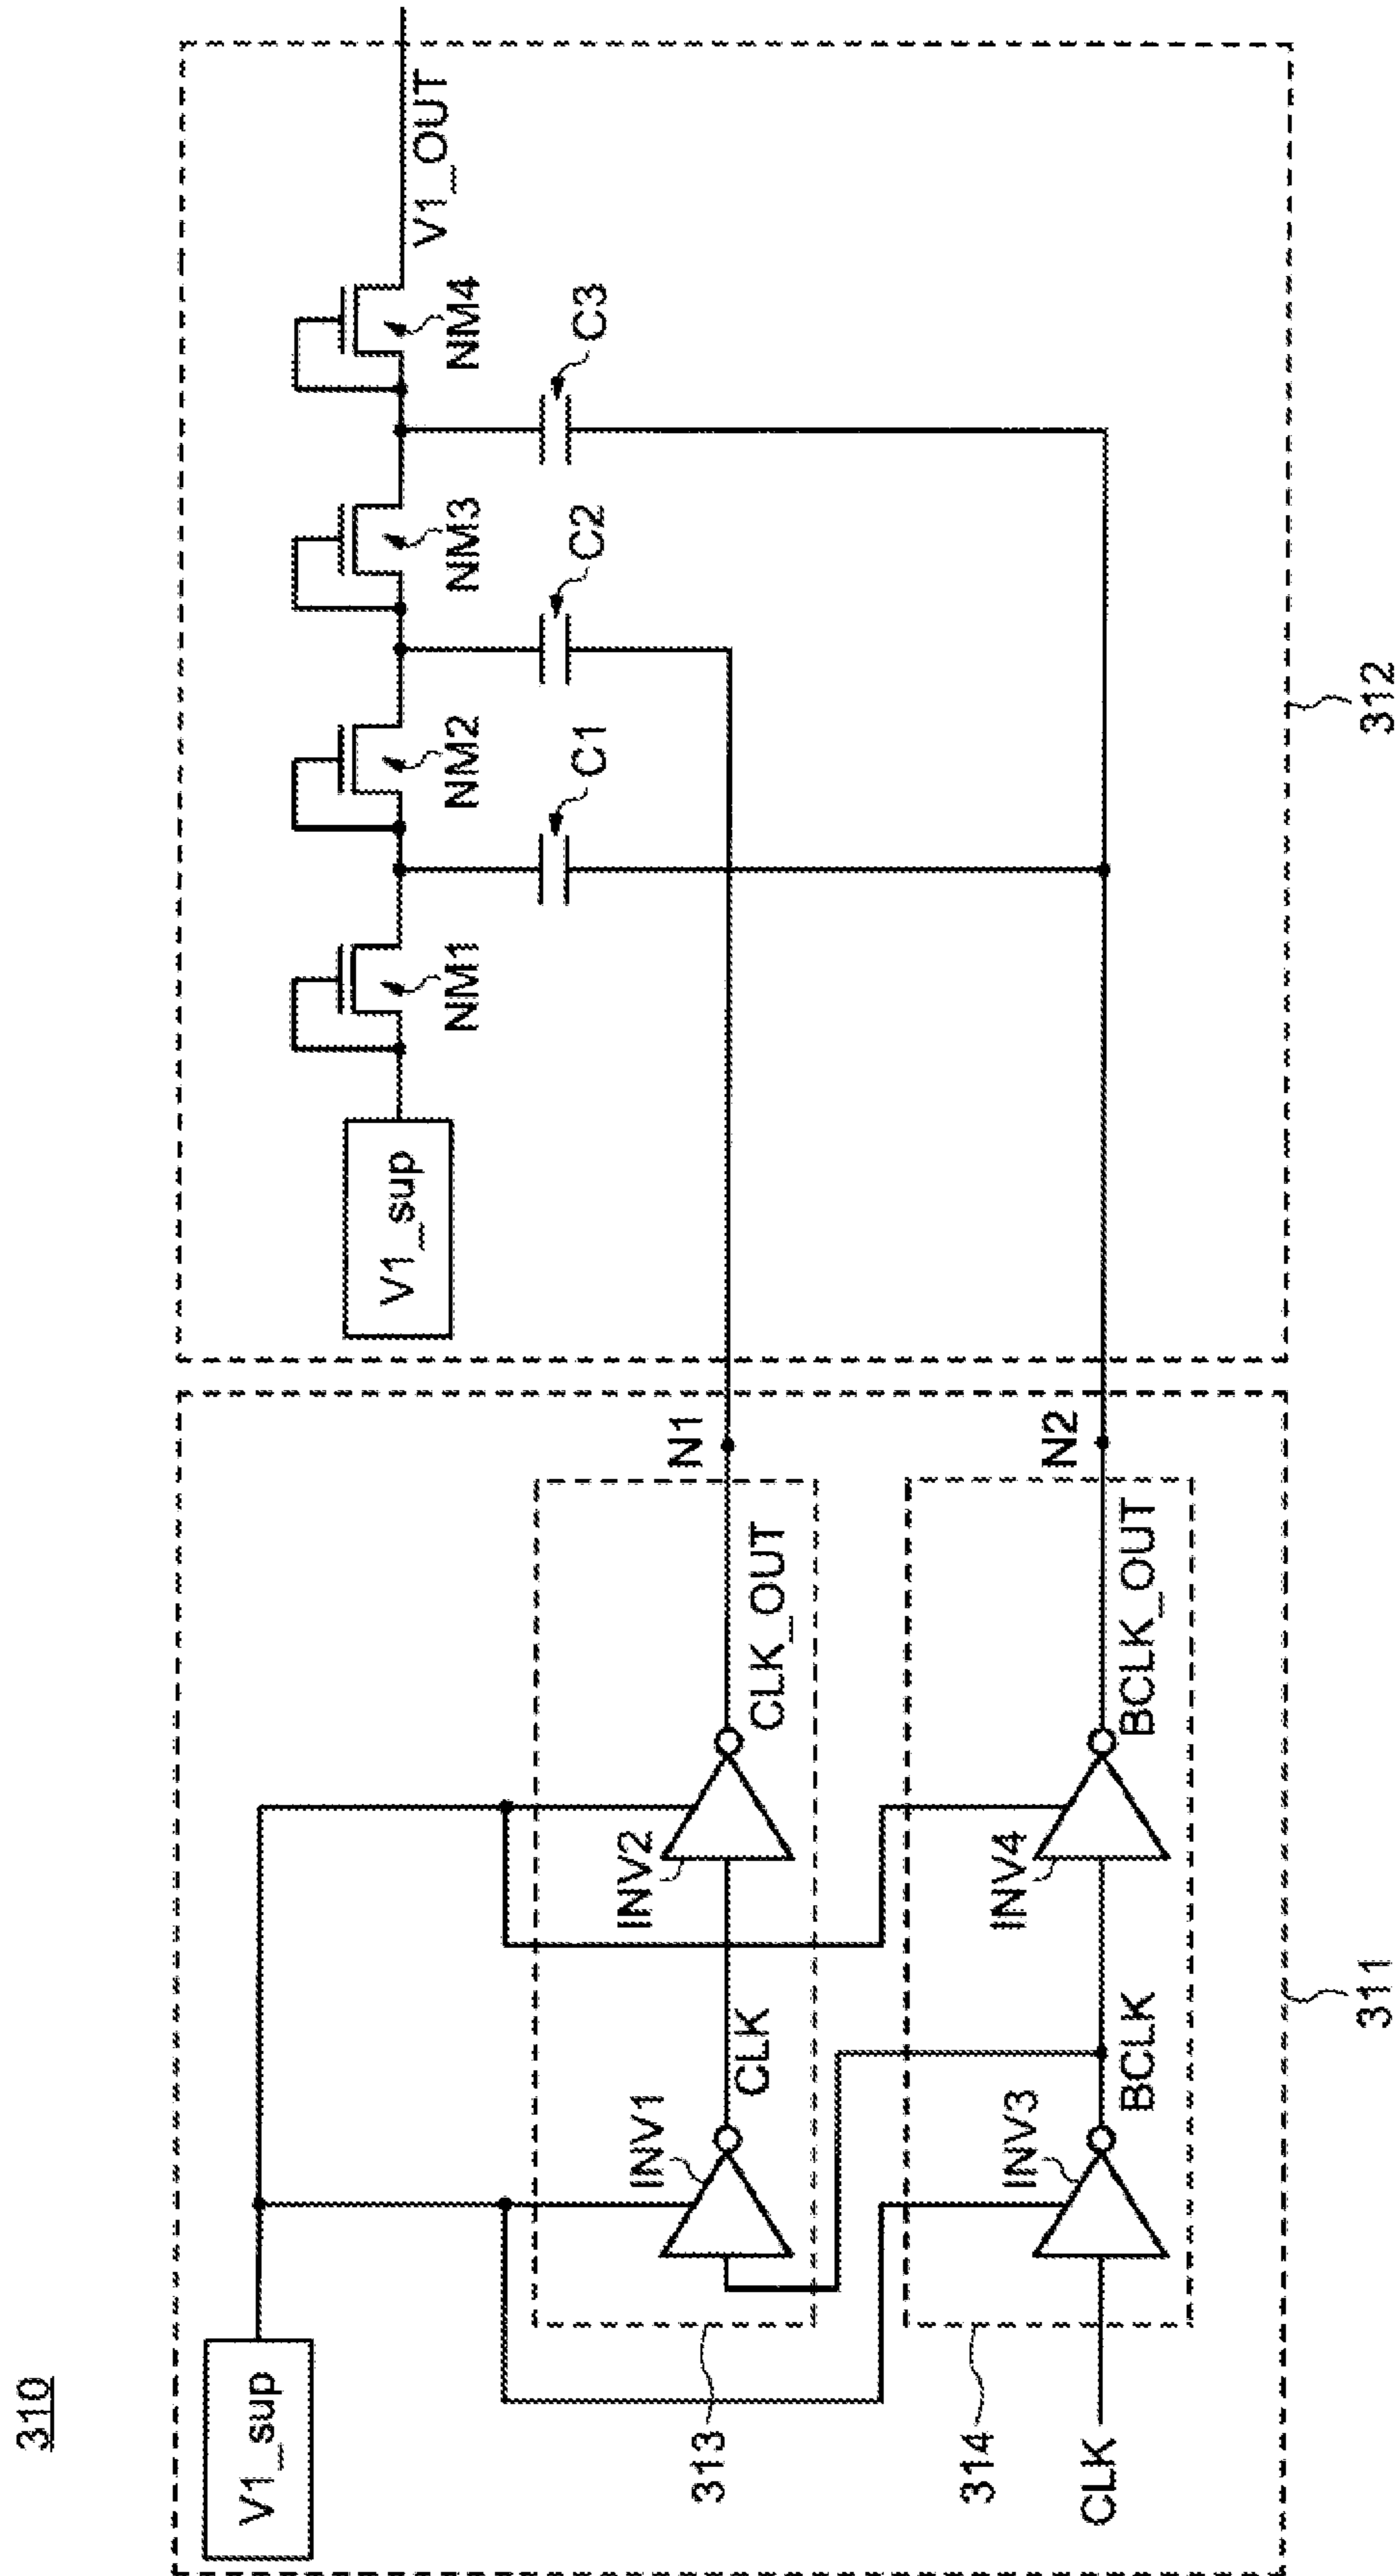 310
V1_sup
313
INV1
CLK
INV2
CLK_OUT
N1
314
CLK
INV3
BCLK
INV4
BCLK_OUT
N2
311
V1_sup
NM1
NM2
NM3
NM4
V1_OUT
C1
C2
C3
312